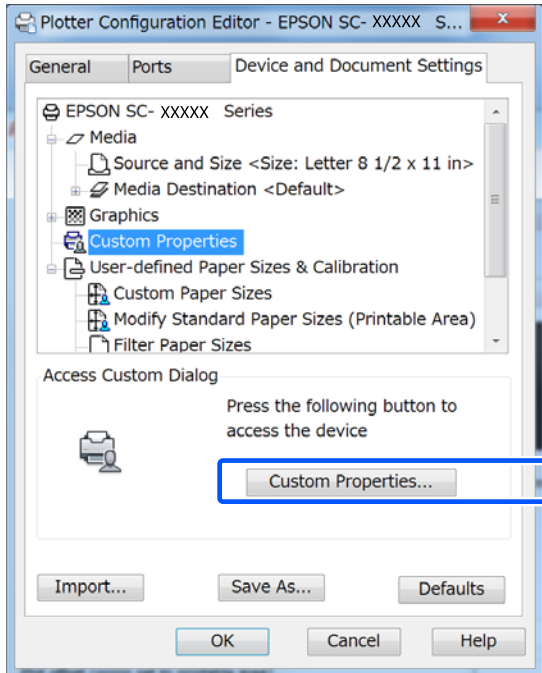 Plotter Configuration Editor - EPSON SC- XXXXX S...
General Ports Device and Document Settings
EPSON SC- XXXXX Series
Media
Source and Size <Size: Letter 8 1/2 x 11 in>
Media Destination <Default>
Graphics
Custom Properties
User-defined Paper Sizes & Calibration
Custom Paper Sizes
Modify Standard Paper Sizes (Printable Area)
Filter Paper Sizes
Access Custom Dialog
Press the following button to
access the device
Custom Properties...
Import... Save As... Defaults
OK Cancel Help